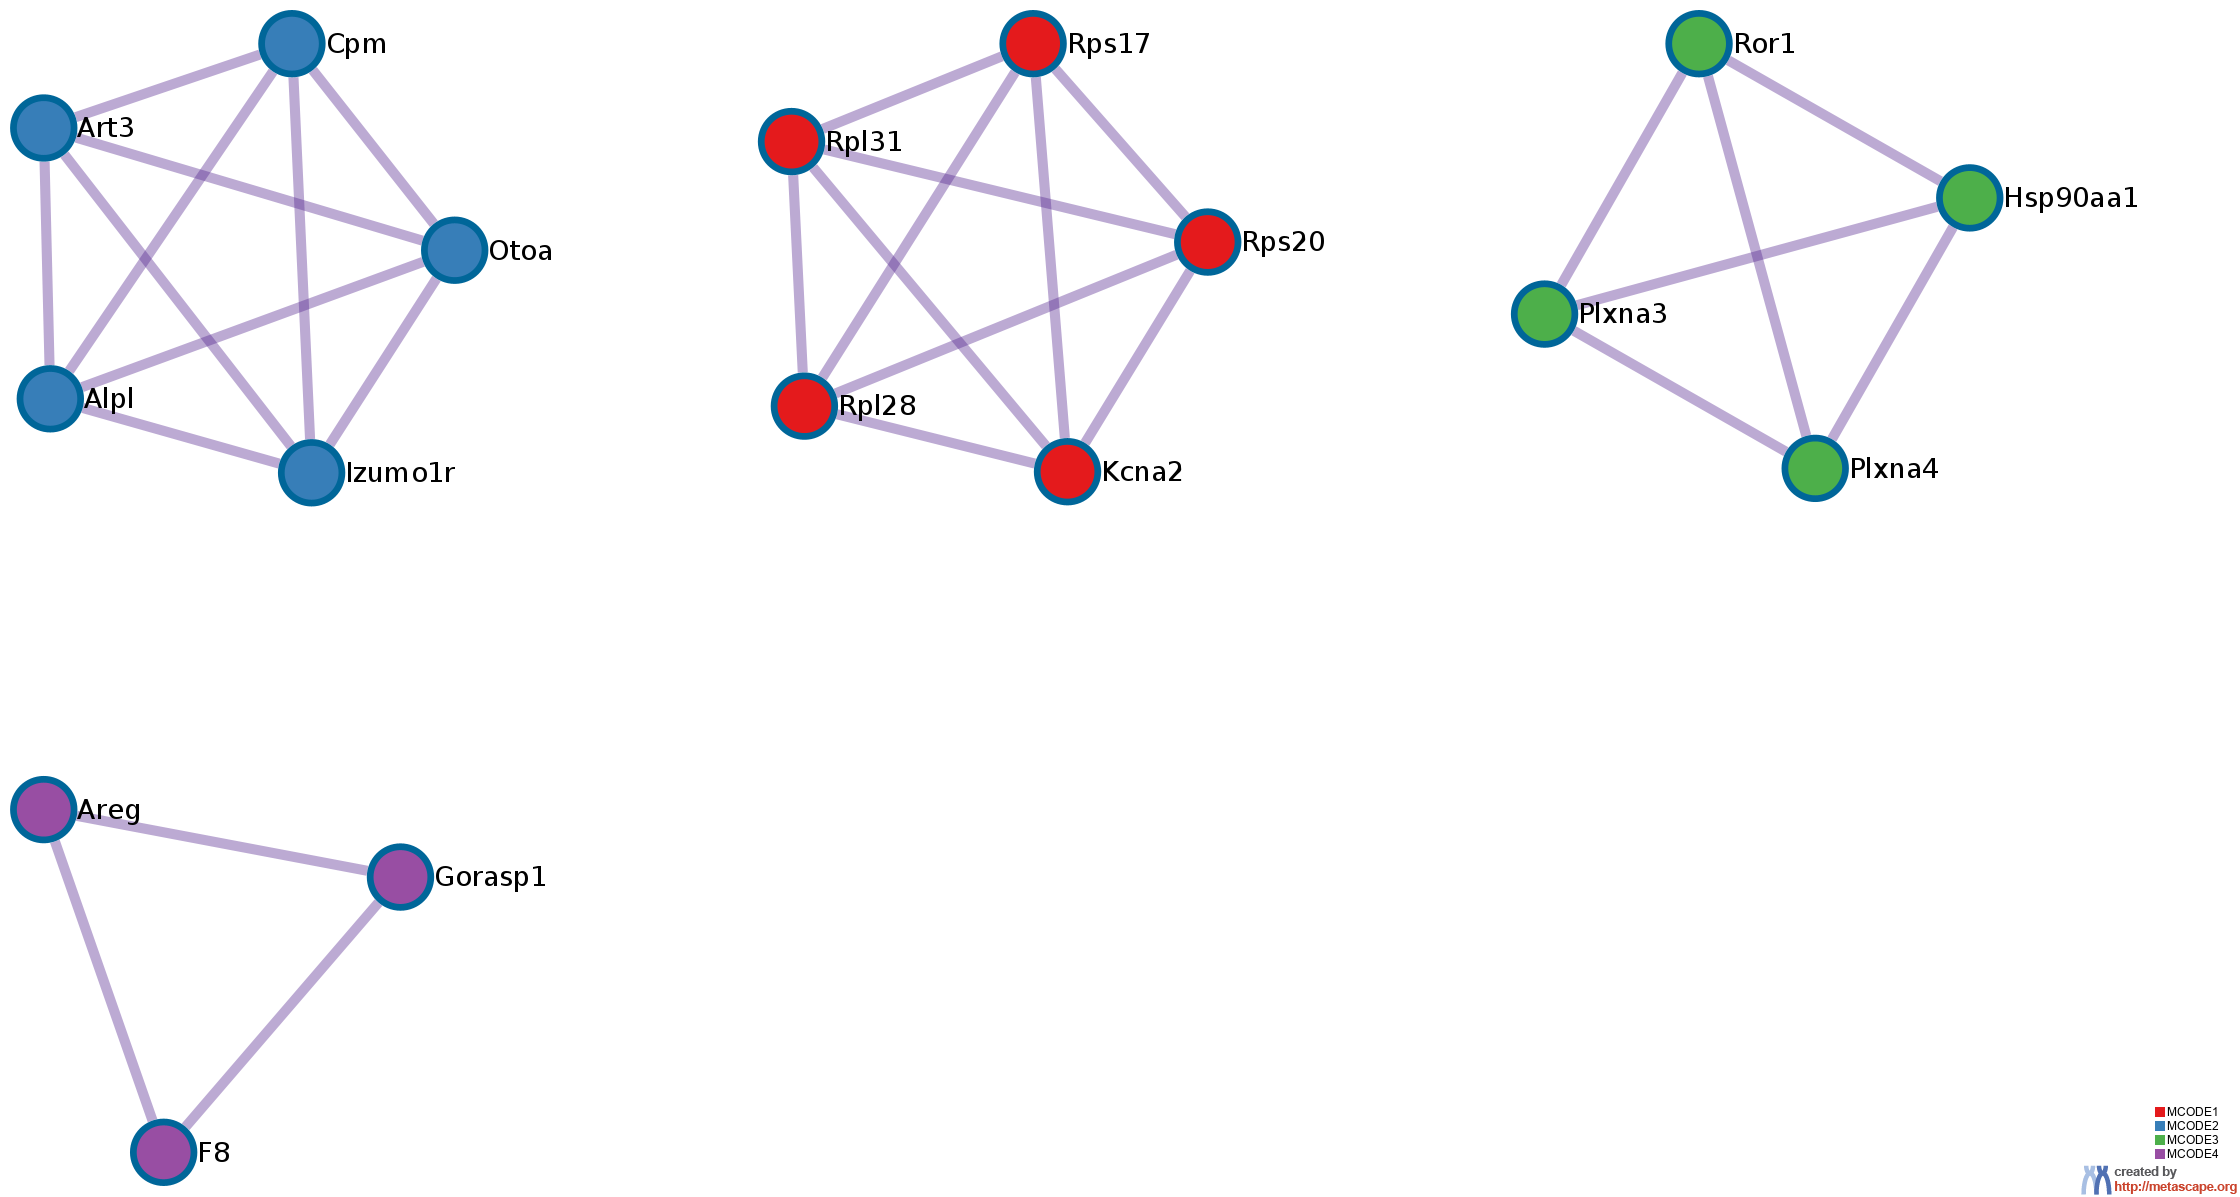 Cpm
Art3
Otoa
Alpl
Izumo1r
Rps17
Rpl31
Rps20
Rpl28
Kcna2
Ror1
Hsp90aa1
Plxna3
Plxna4
Areg
Gorasp1
F8
MCODE1
MCODE2
MCODE3
MCODE4
created by
http://metascape.org